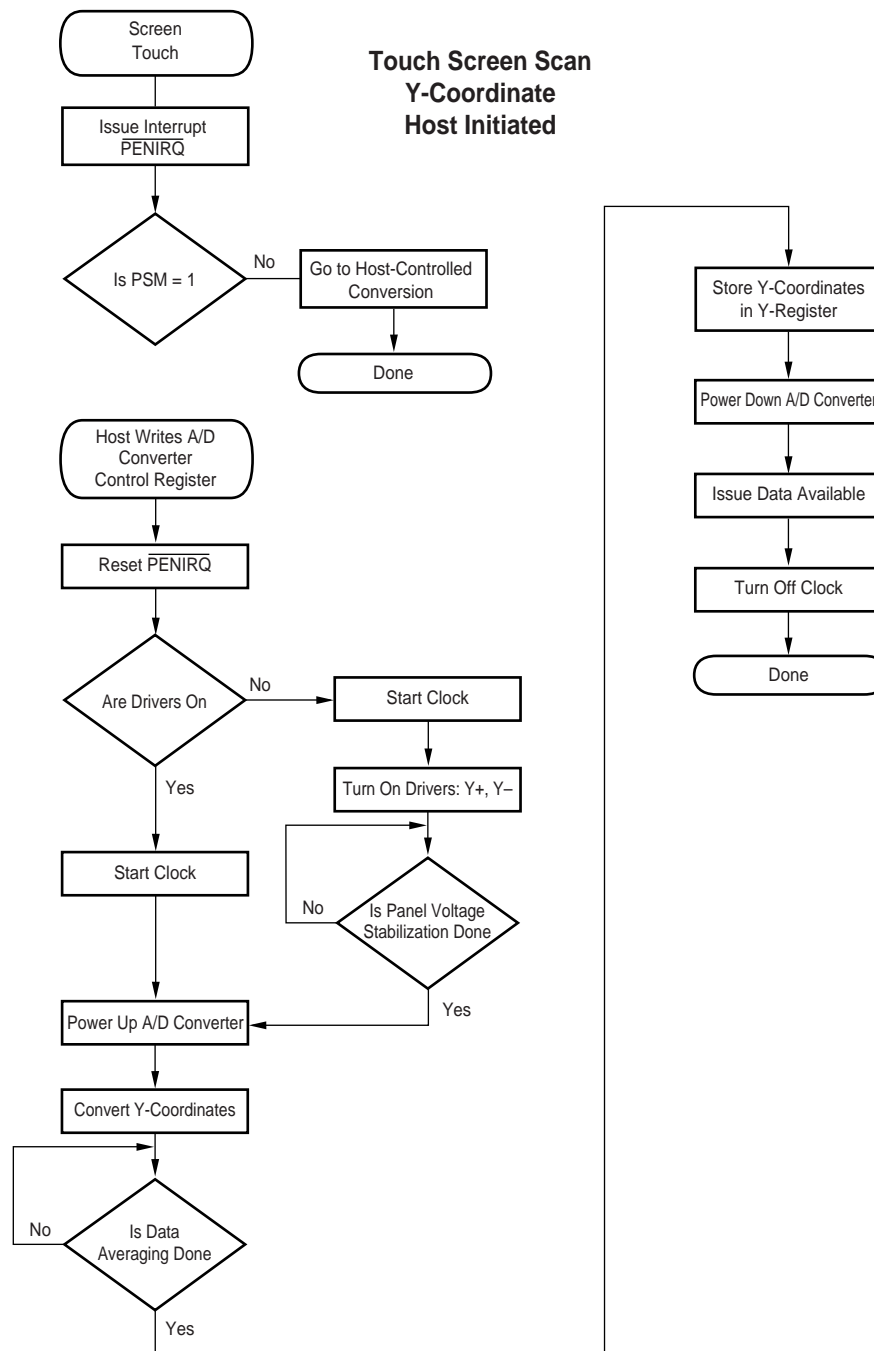 Screen
Touch
Touch Screen Scan
Y-Coordinate
Host Initiated
Issue Interrupt
PENIRQ
Is PSM = 1
No
Go to Host-Controlled
Conversion
Done
Host Writes A/D
Converter
Control Register
Reset PENIRQ
Are Drivers On
No
Start Clock
Turn On Drivers: Y+, Y–
Yes
Start Clock
No
Is Panel Voltage
Stabilization Done
Yes
Power Up A/D Converter
Convert Y-Coordinates
No
Is Data
Averaging Done
Yes
Store Y-Coordinates
in Y-Register
Power Down A/D Converter
Issue Data Available
Turn Off Clock
Done